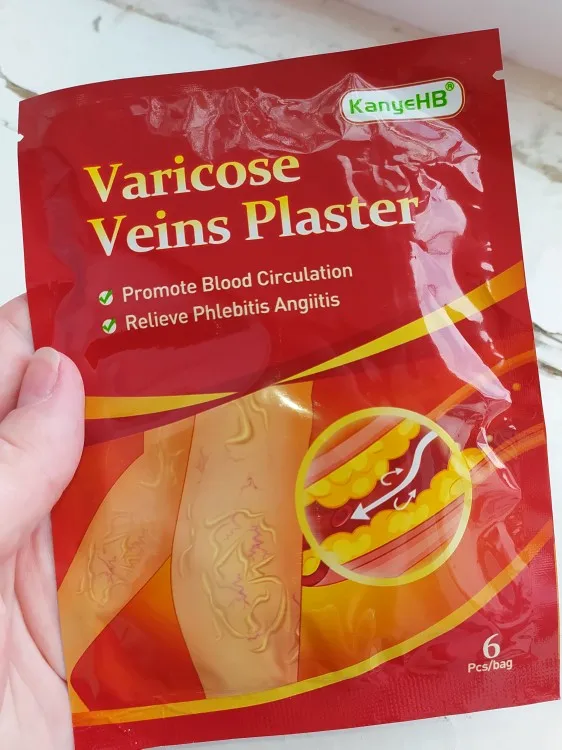 KanyeHB®
Varicose
Veins Plaster
Promote Blood Circulation
Relieve Phlebitis Angiitis
6
Pcs/bag